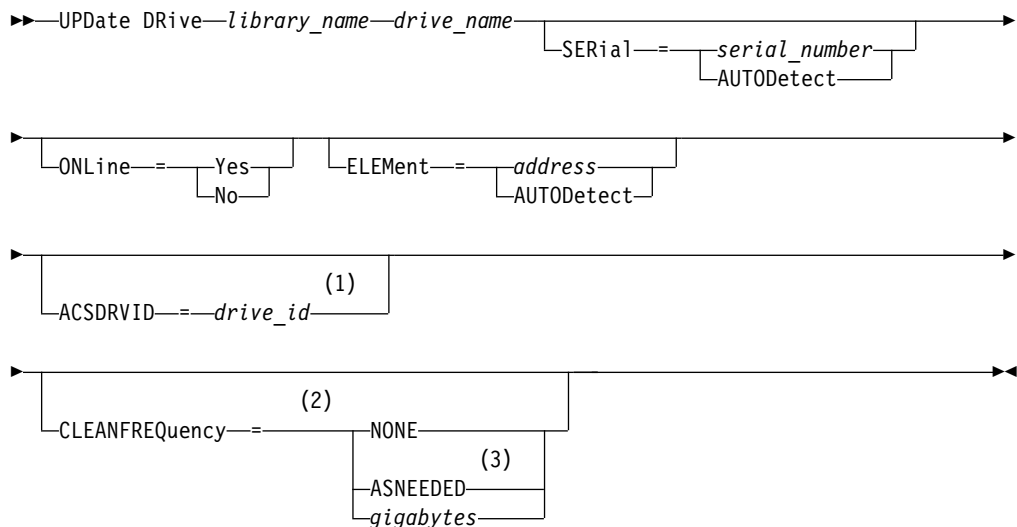 UPDate DRive library_name drive_name
SERial = serial_number
AUTODetect
ONLine = Yes
No
ELEMent = address
AUTODetect
(1)
ACSDRVID = drive_id
(2)
CLEANFREQuency = NONE
(3)
ASNEEDED
gigabytes